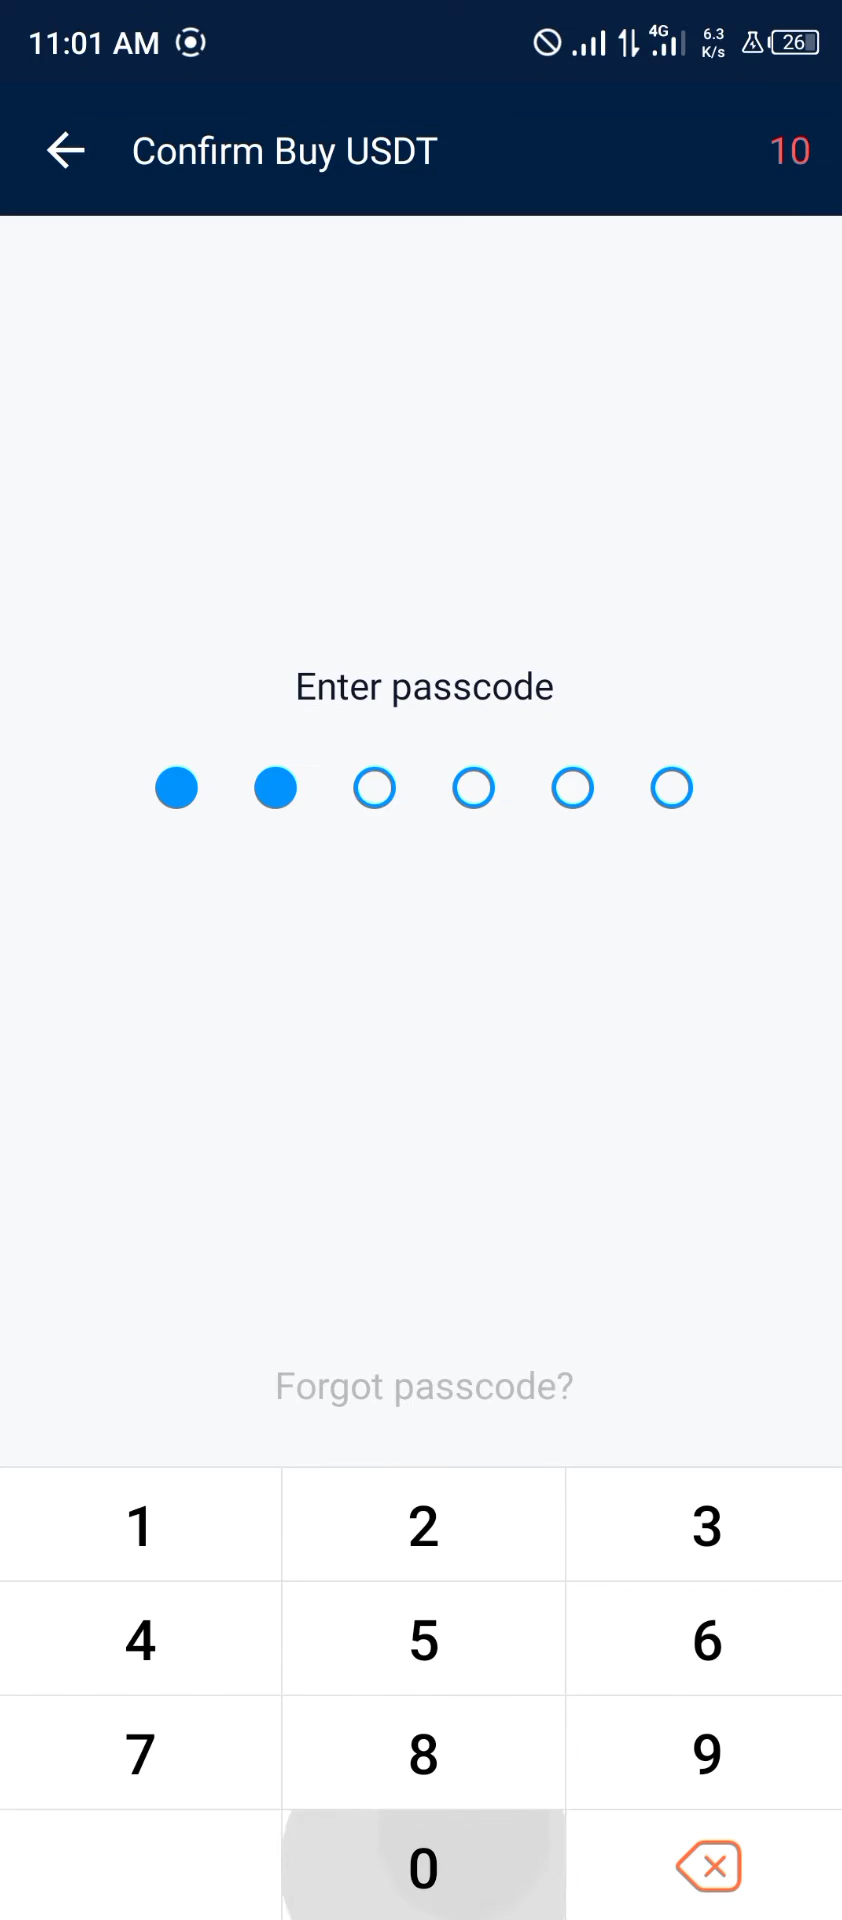 11:01 AM 4G 6.3 K/s 26
Confirm Buy USDT 10
Enter passcode
Forgot passcode?
1 2 3
4 5 6
7 8 9
0